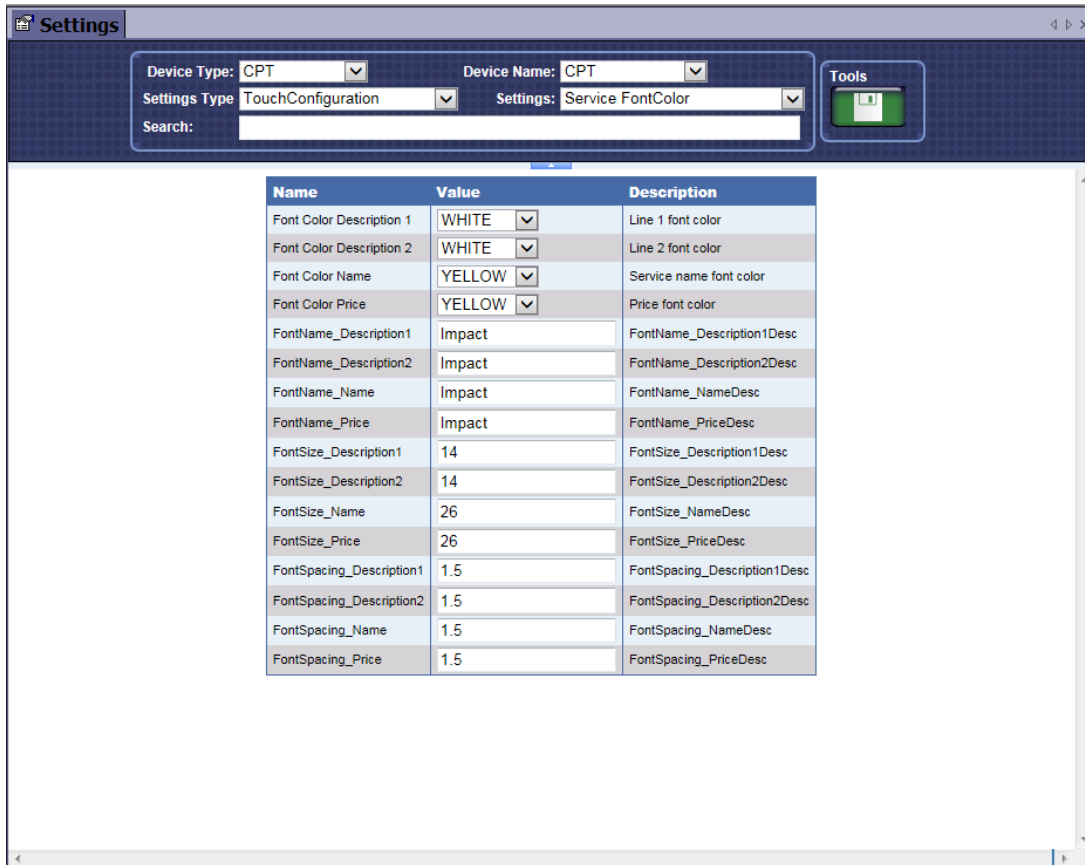 Settings
Device Type: CPT Device Name: CPT
Tools
Settings Type TouchConfiguration Settings: Service FontColor
Search:
Name Value Description
Font Color Description 1 WHITE Line 1 font color
Font Color Description 2 WHITE Line 2 font color
Font Color Name YELLOW Service name font color
Font Color Price YELLOW Price font color
FontName_Description1 Impact FontName_Description1Desc
FontName_Description2 Impact FontName_Description2Desc
FontName_Name Impact FontName_NameDesc
FontName_Price Impact FontName_PriceDesc
FontSize_Description1 14 FontSize_Description1Desc
FontSize_Description2 14 FontSize_Description2Desc
FontSize_Name 26 FontSize_NameDesc
FontSize_Price 26 FontSize_PriceDesc
FontSpacing_Description1 1.5 FontSpacing_Description1Desc
FontSpacing_Description2 1.5 FontSpacing_Description2Desc
FontSpacing_Name 1.5 FontSpacing_NameDesc
FontSpacing_Price 1.5 FontSpacing_PriceDesc